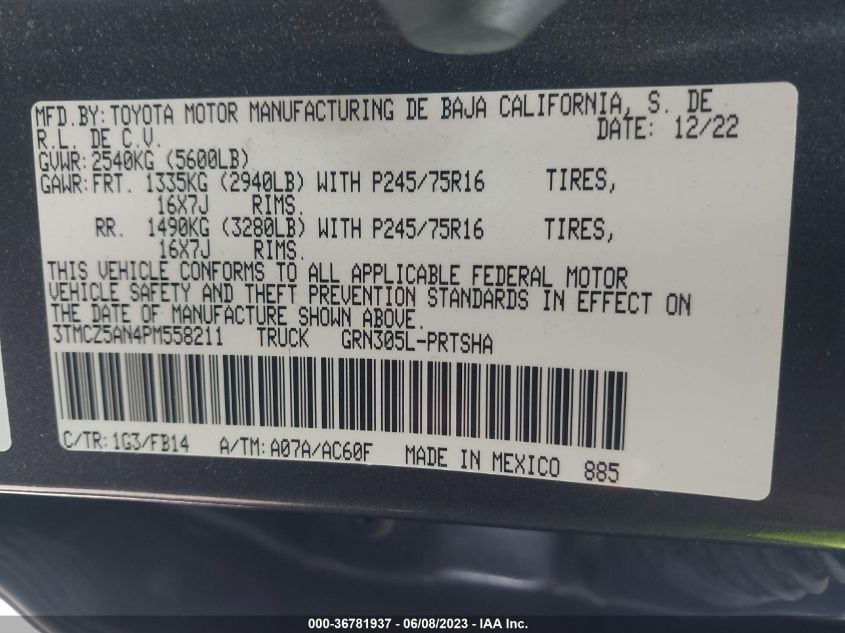 MFD.BY:TOYOTA MOTOR MANUFACTURING DE BAJA CALIFORNIA, S. DE
R.L. DE C.V. DATE: 12/22
GVWR:2540KG (5600LB)
GAWR:FRT. 1335KG (2940LB) WITH P245/75R16 TIRES,
16X7J RIMS.
RR. 1490KG (3280LB) WITH P245/75R16 TIRES,
16X7J RIMS.
THIS VEHICLE CONFORMS TO ALL APPLICABLE FEDERAL MOTOR
VEHICLE SAFETY AND THEFT PREVENTION STANDARDS IN EFFECT ON
THE DATE OF MANUFACTURE SHOWN ABOVE.
3TMCZ5AN4PM558211 TRUCK GRN305L-PRTSHA
C/TR:1G3/FB14 A/TM:A07A/AC60F MADE IN MEXICO 885
000-36781937 - 06/08/2023 - IAA Inc.